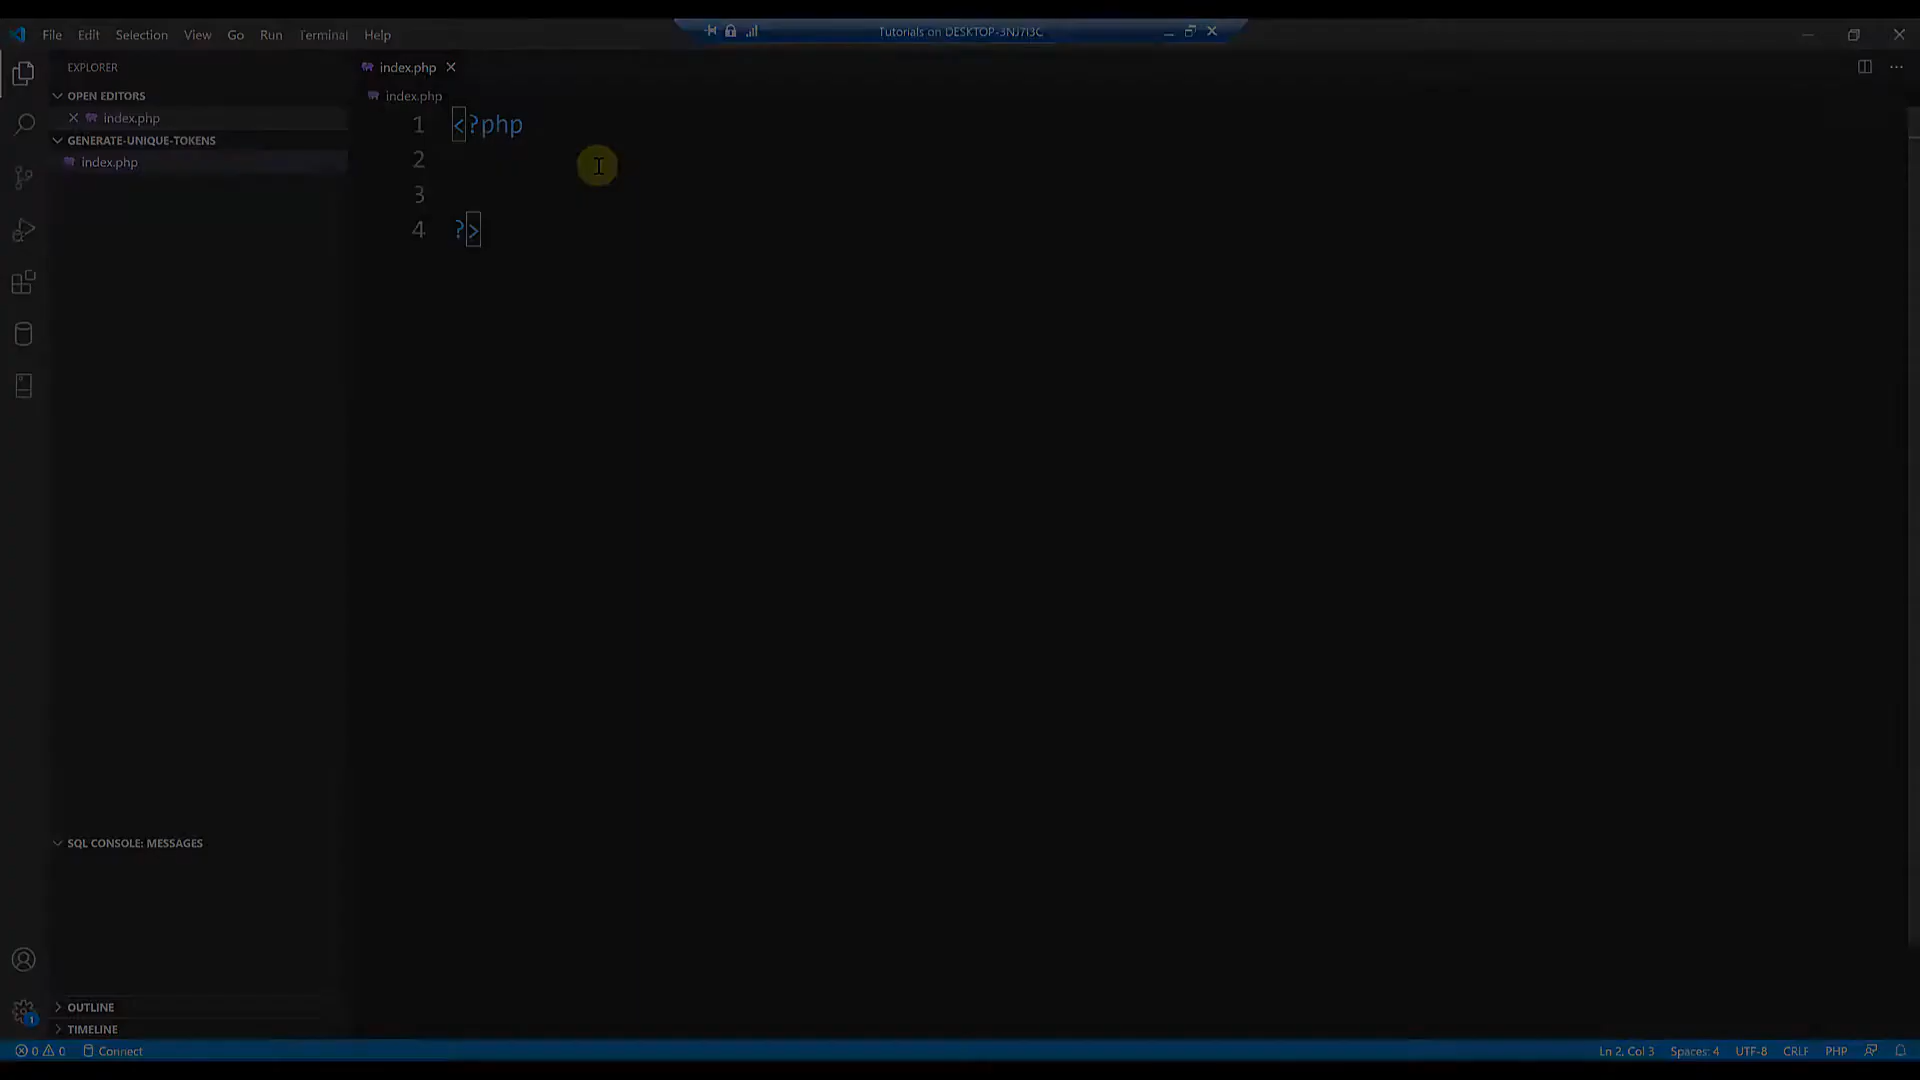 Tutorials on DESKTOP-3NJ7I3C
File Edit Selection View Go Run Terminal Help
EXPLORER
OPEN EDITORS
index.php
GENERATE-UNIQUE-TOKENS
index.php
SQL CONSOLE: MESSAGES
OUTLINE
TIMELINE
index.php
index.php
1 <?php
2
3
4 ?>
1
0 0 Connect
Ln 2, Col 3 Spaces: 4 UTF-8 CRLF PHP